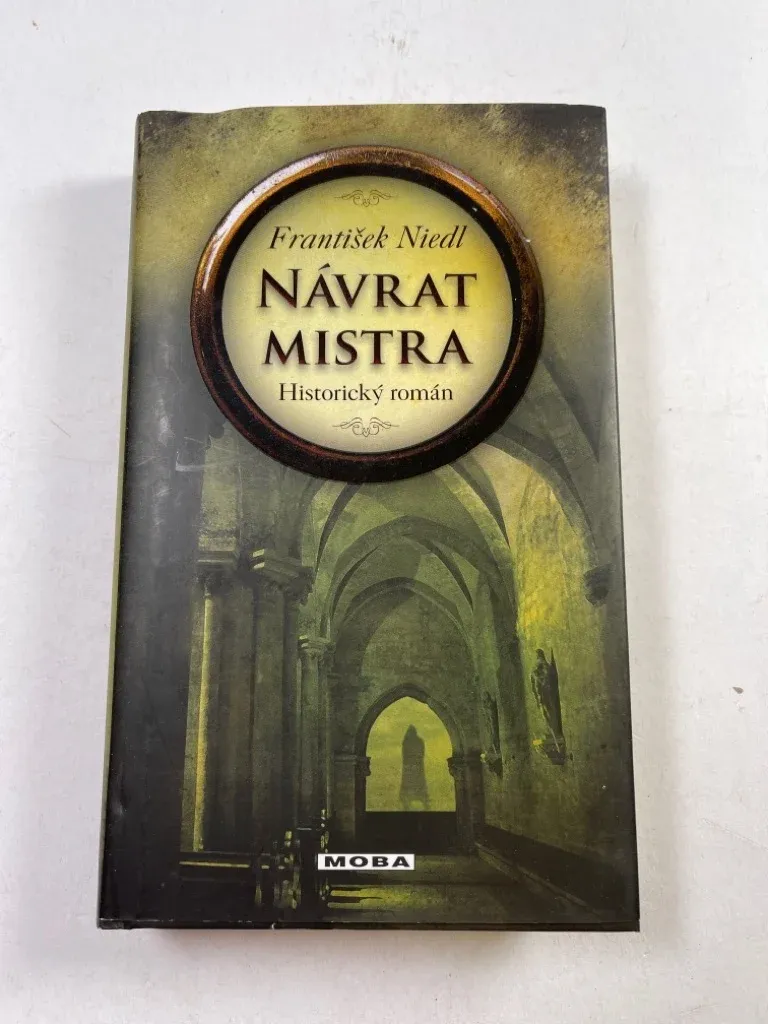 František Niedl
NÁVRAT
MISTRA
Historický román
MOBA